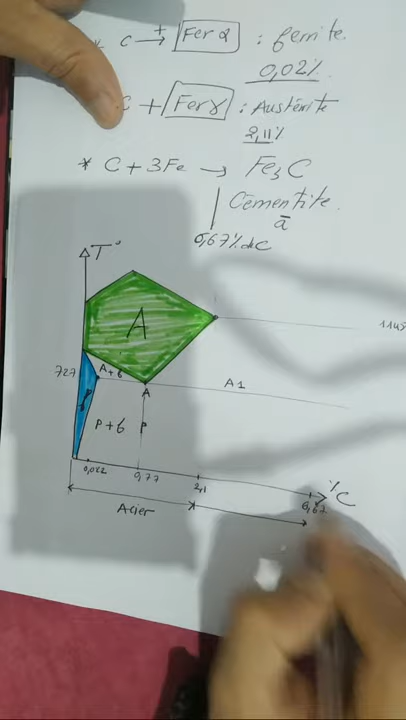 * C + Fer α : ferrite.
0,02%
C + Fer γ : Austénite
2,11%
* C + 3Fe → Fe3C
Cémentite
à
6,67% de C
T°
A
1145
727
A+f
A
A1
P+f
P
0,022
0,77
2,1
6,67
%C
Acier